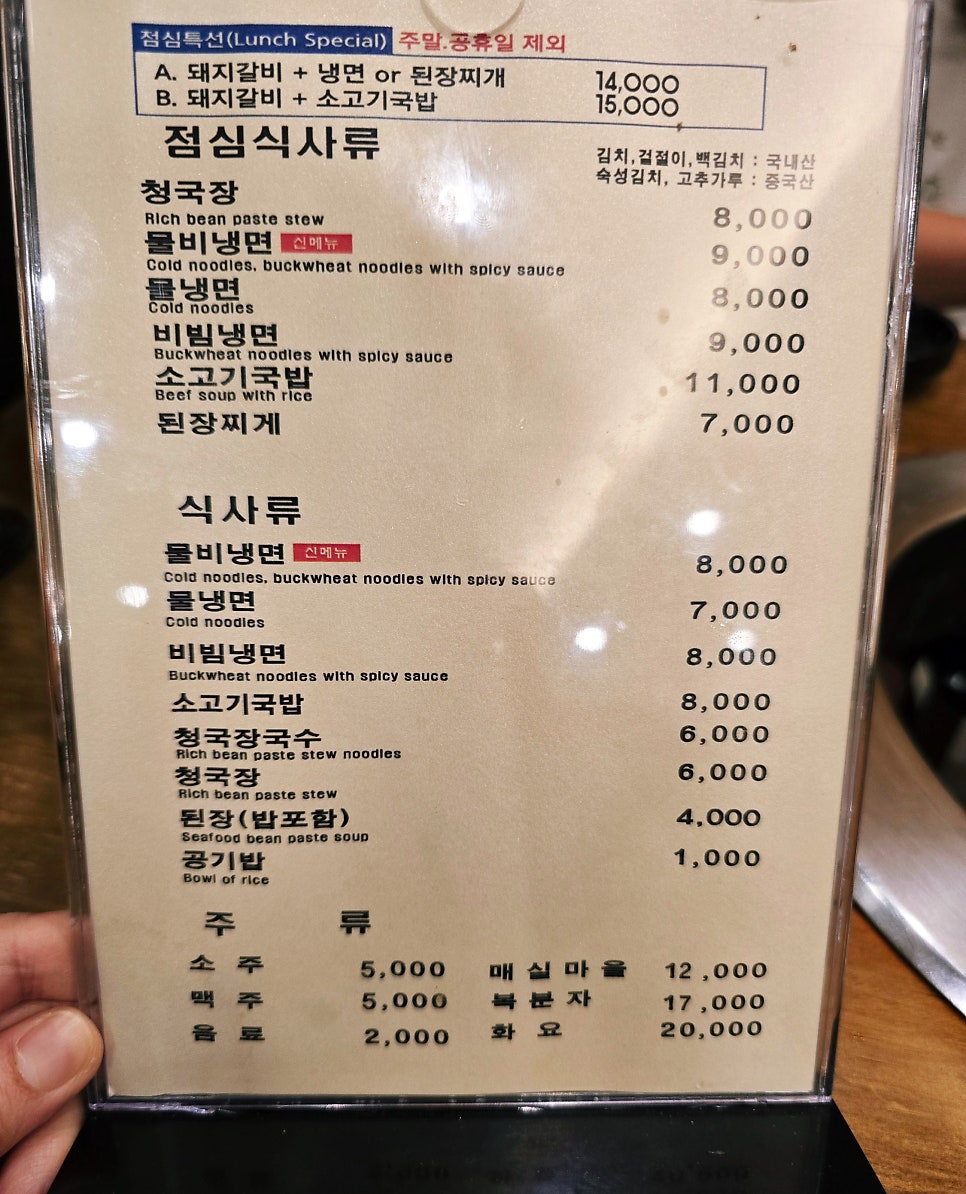 점심특선(Lunch Special) 주말.공휴일 제외
A. 돼지갈비 + 냉면 or 된장찌개 14,000
B. 돼지갈비 + 소고기국밥 15,000
점심식사류
김치,겉절이,백김치 : 국내산
숙성김치, 고추가루 : 중국산
청국장
Rich bean paste stew 8,000
물비냉면 신메뉴 9,000
Cold noodles, buckwheat noodles with spicy sauce
물냉면 8,000
Cold noodles
비빔냉면 9,000
Buckwheat noodles with spicy sauce
소고기국밥 11,000
Beef soup with rice
된장찌게 7,000
식사류
물비냉면 신메뉴 8,000
Cold noodles, buckwheat noodles with spicy sauce
물냉면 7,000
Cold noodles
비빔냉면 8,000
Buckwheat noodles with spicy sauce
소고기국밥 8,000
청국장국수 6,000
Rich bean paste stew noodles
청국장 6,000
Rich bean paste stew
된장(밥포함) 4,000
Seafood bean paste soup
공기밥 1,000
Bowl of rice
주 류
소 주 5,000 매 실 마 을 12,000
맥 주 5,000 복 분 자 17,000
음 료 2,000 화 요 20,000